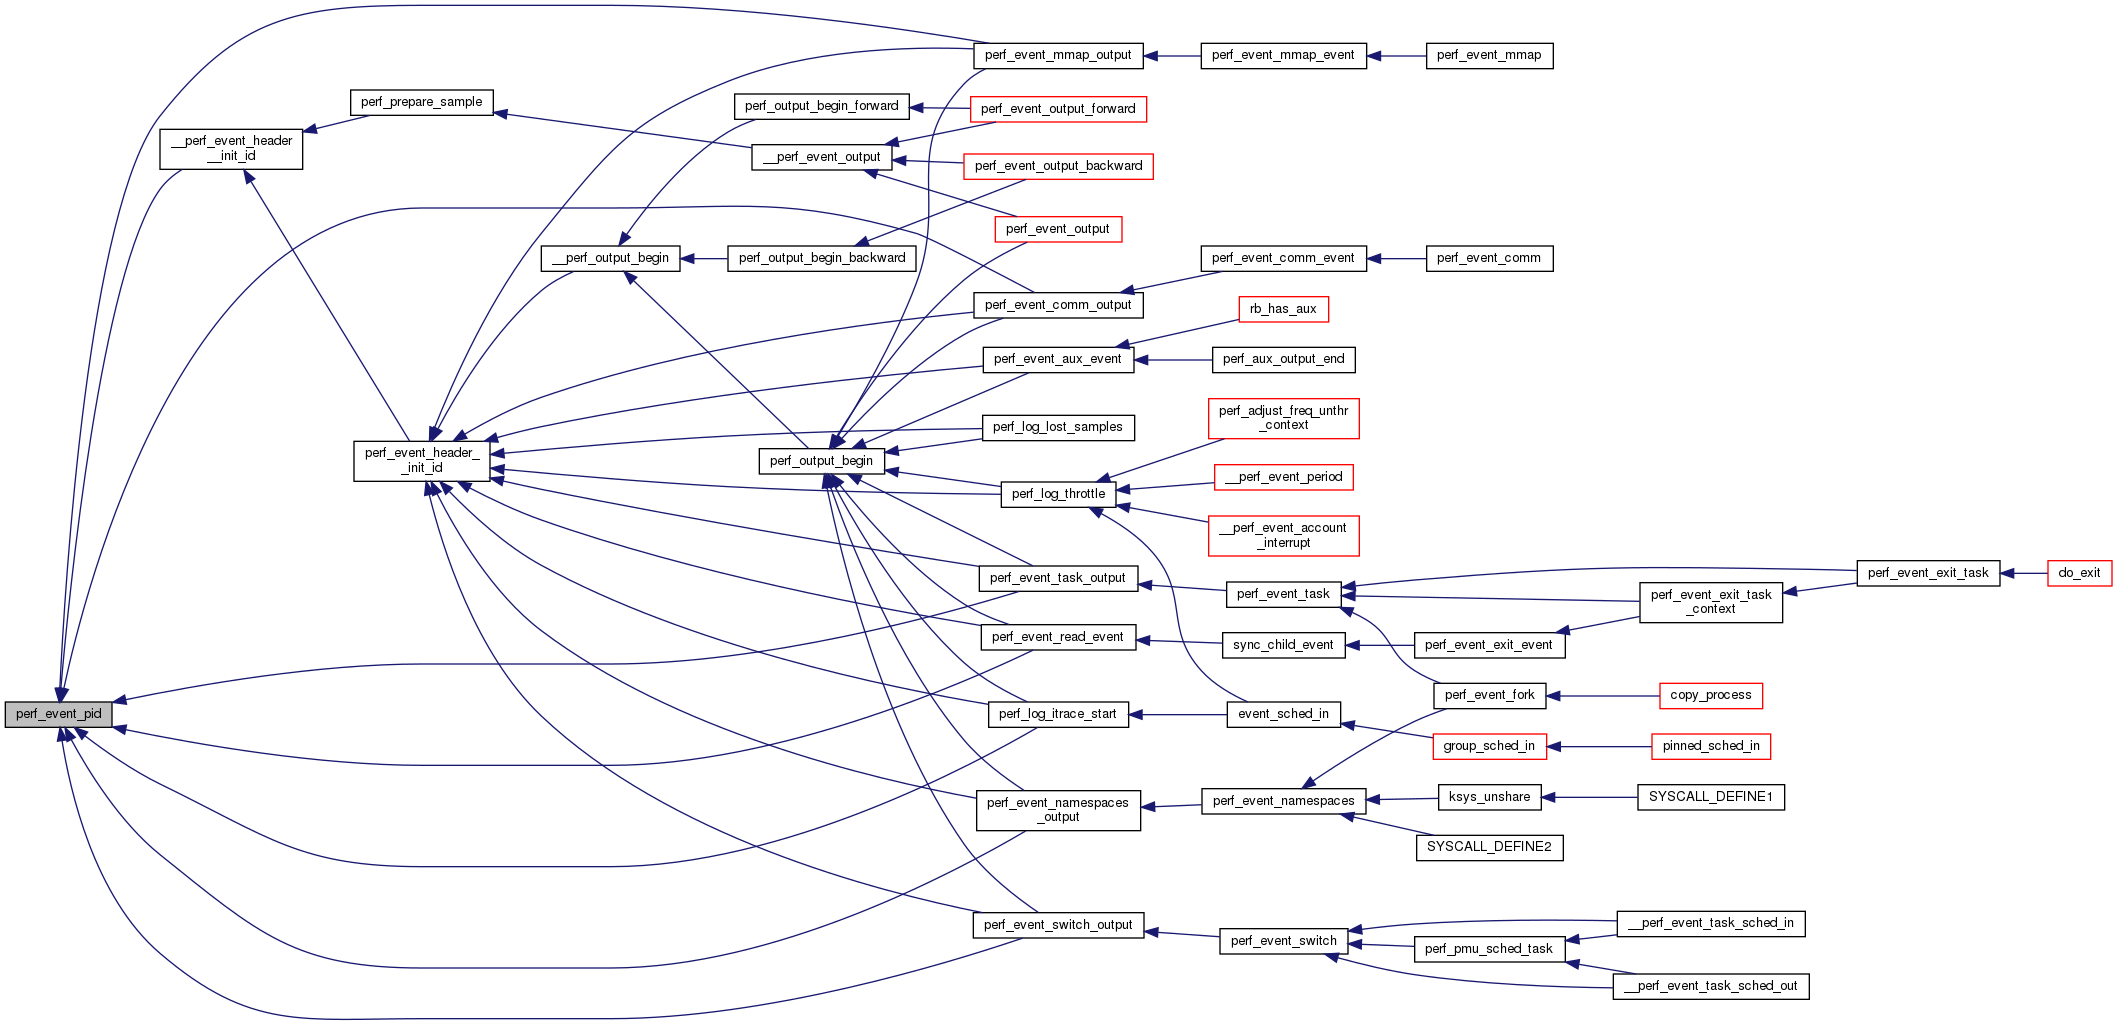 perf_event_mmap_output
perf_event_mmap_event
perf_event_mmap
perf_prepare_sample
perf_output_begin_forward
perf_event_output_forward
__perf_event_header
__init_id
__perf_event_output
perf_event_output_backward
perf_event_output
__perf_output_begin
perf_output_begin_backward
perf_event_comm_event
perf_event_comm
perf_event_comm_output
rb_has_aux
perf_event_aux_event
perf_aux_output_end
perf_adjust_freq_unthr
_context
perf_log_lost_samples
perf_event_header_
_init_id
perf_output_begin
__perf_event_period
perf_log_throttle
__perf_event_account
_interrupt
perf_event_task_output
perf_event_task
perf_event_exit_task
do_exit
perf_event_exit_task
_context
perf_event_read_event
sync_child_event
perf_event_exit_event
perf_event_fork
copy_process
perf_event_pid
perf_log_itrace_start
event_sched_in
group_sched_in
pinned_sched_in
perf_event_namespaces
_output
perf_event_namespaces
ksys_unshare
SYSCALL_DEFINE1
SYSCALL_DEFINE2
perf_event_switch_output
perf_event_switch
__perf_event_task_sched_in
perf_pmu_sched_task
__perf_event_task_sched_out